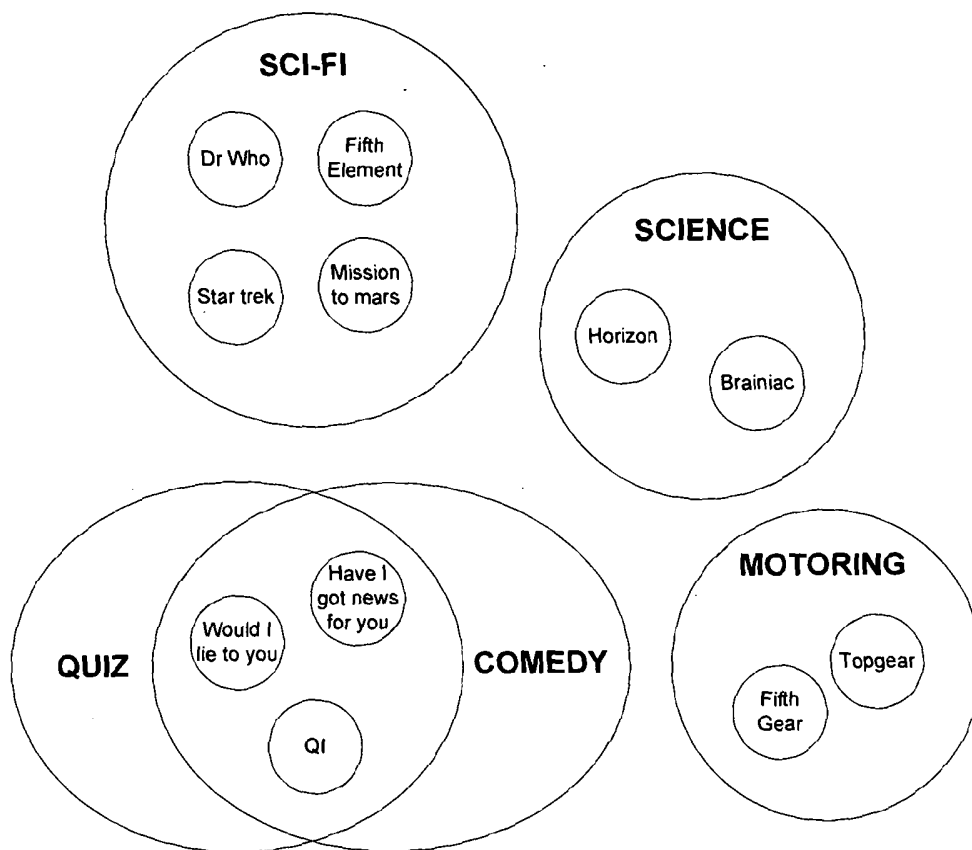 SCI-FI
Dr Who
Fifth
Element
Star trek
Mission
to mars
SCIENCE
Horizon
Brainiac
QUIZ
COMEDY
Have I
got news
for you
Would I
lie to you
QI
MOTORING
Topgear
Fifth
Gear